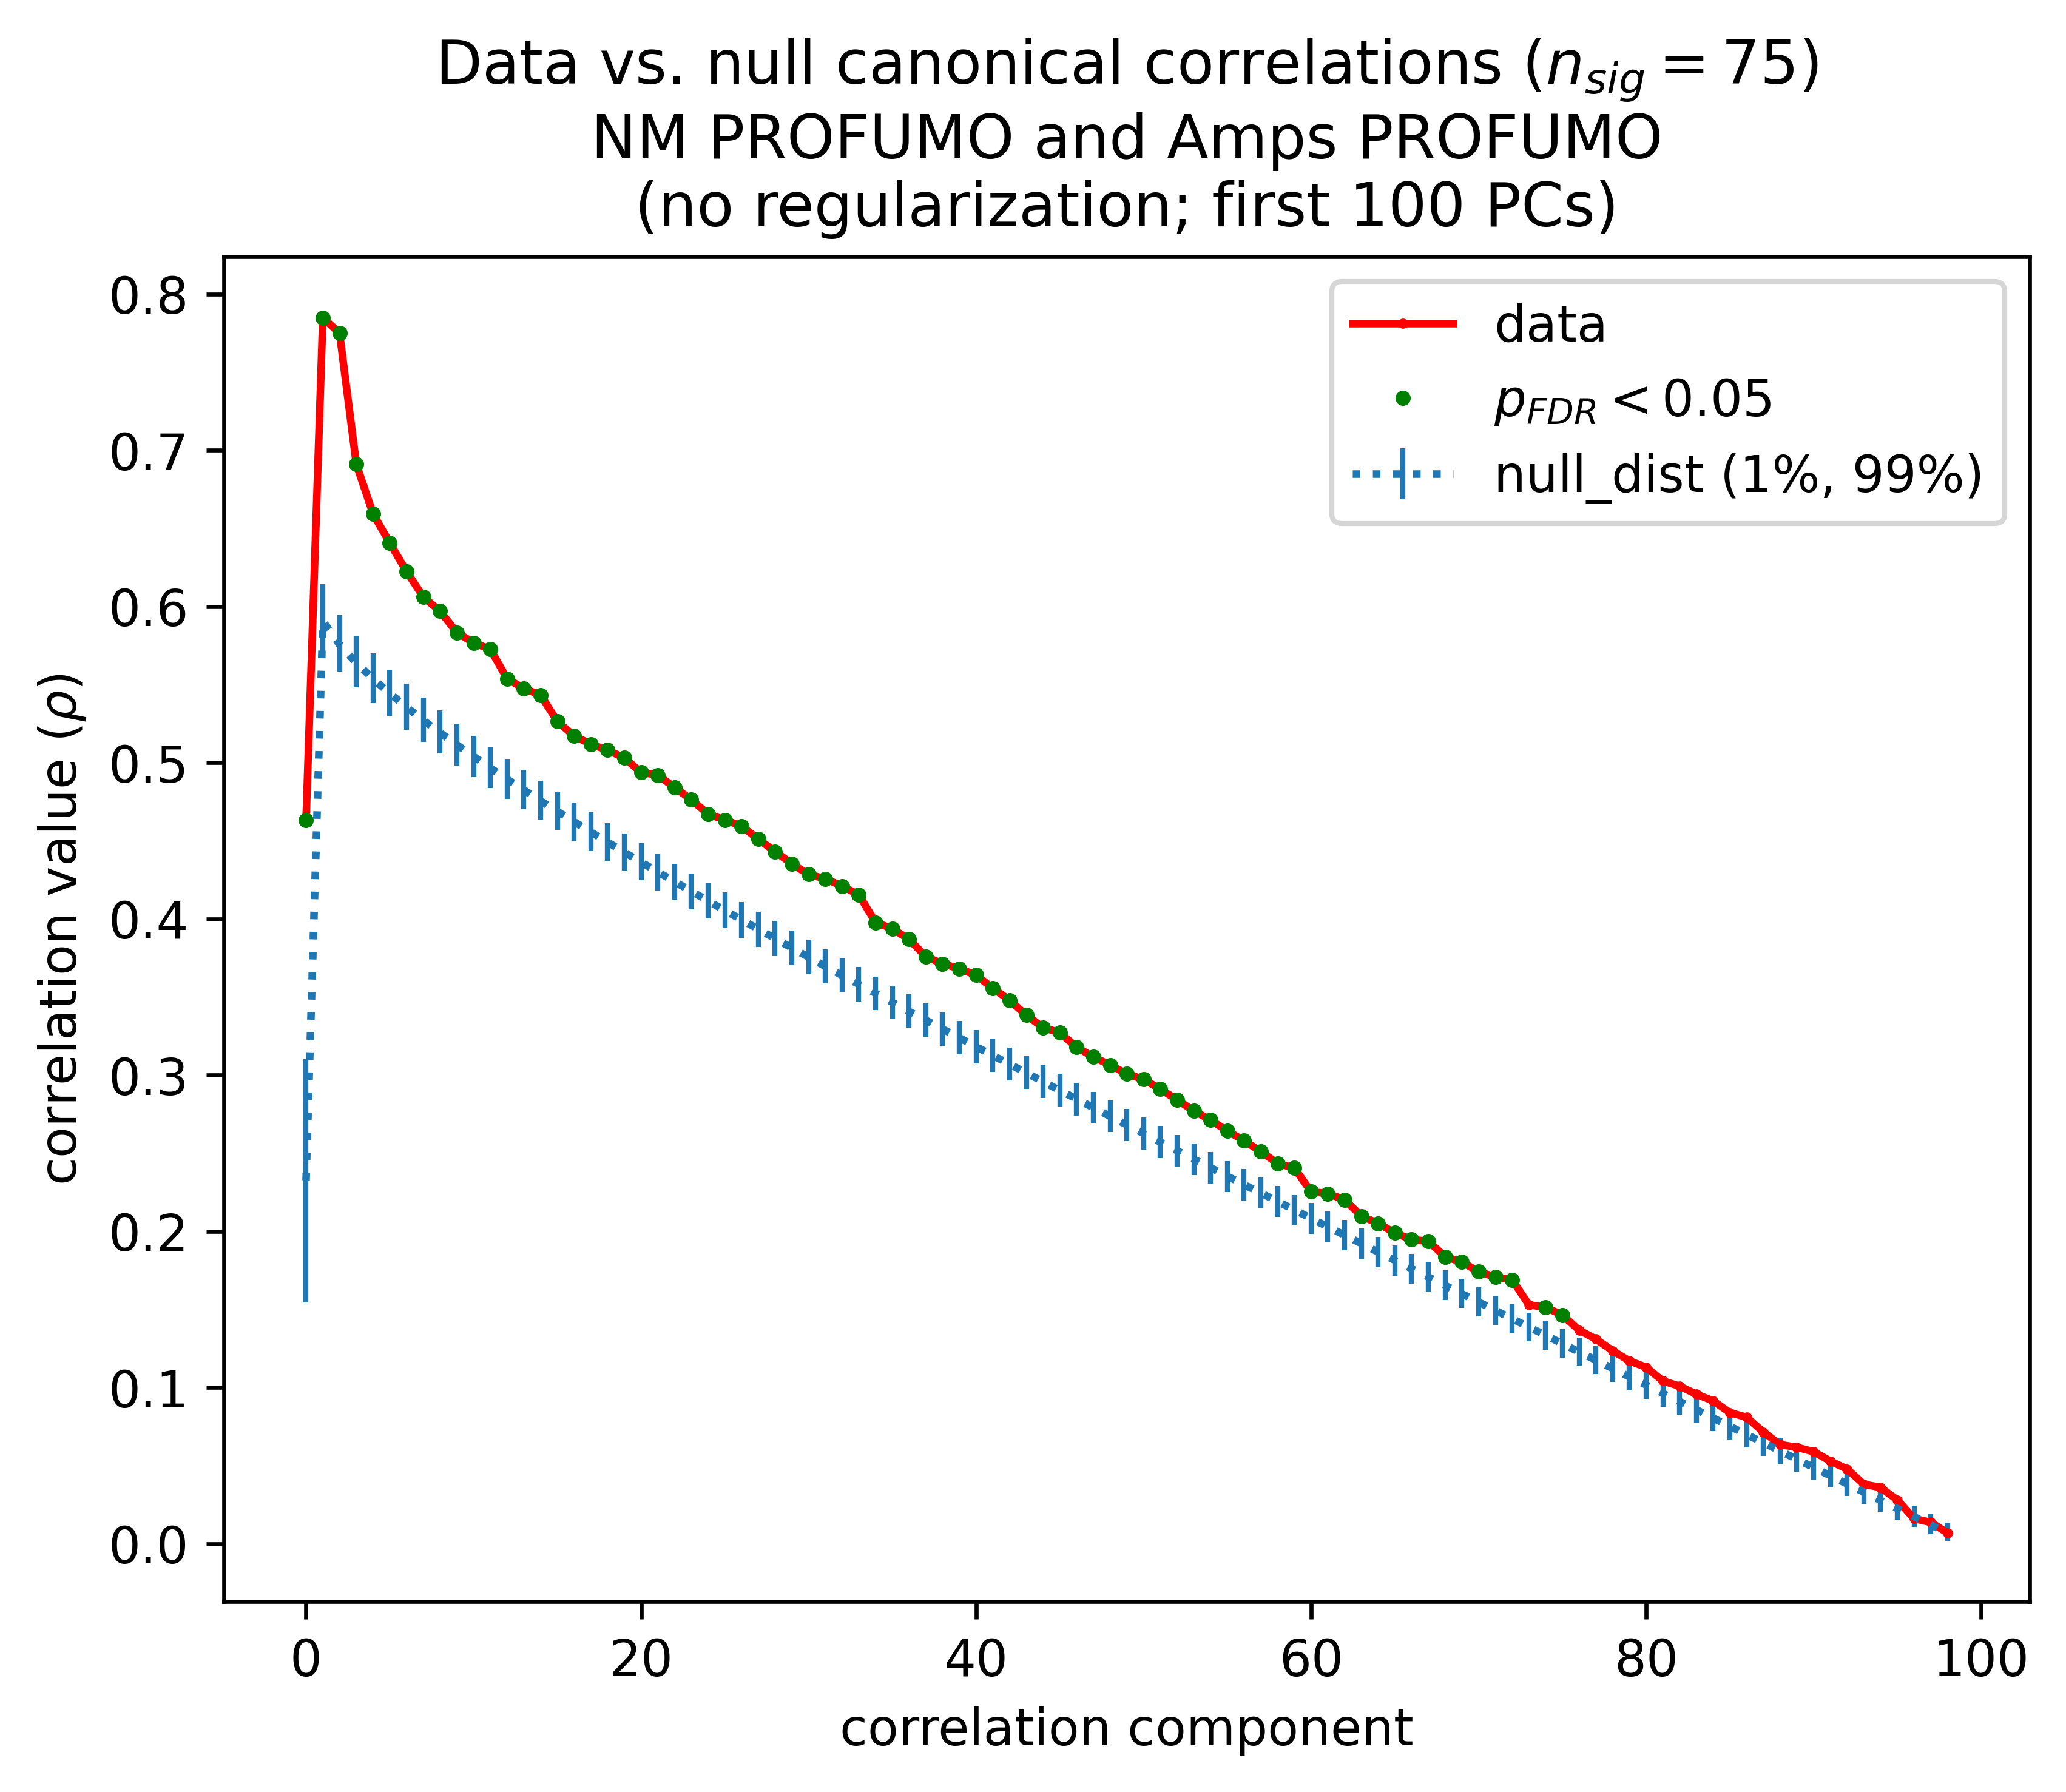 Data vs. null canonical correlations (n_sig = 75)
NM PROFUMO and Amps PROFUMO
(no regularization; first 100 PCs)
data
p_FDR < 0.05
null_dist (1%, 99%)
correlation value (ρ)
0.8
0.7
0.6
0.5
0.4
0.3
0.2
0.1
0.0
0 20 40 60 80 100
correlation component